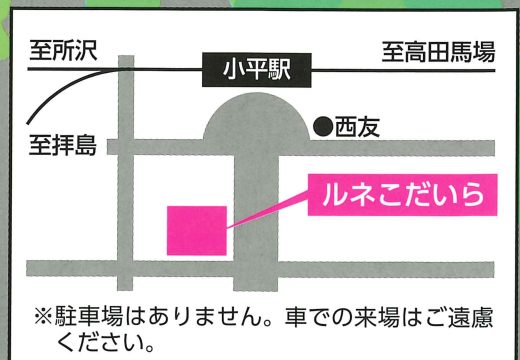 至所沢
小平駅
至高田馬場
至拝島
●西友
ルネこだいら
※駐車場はありません。車での来場はご遠慮
ください。